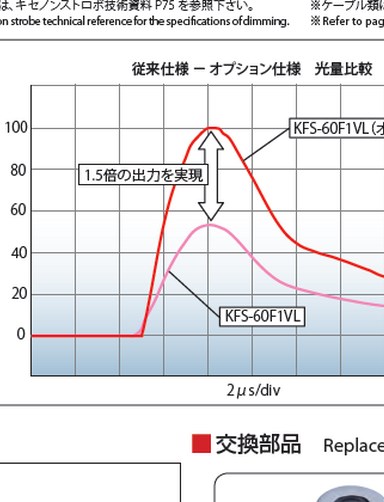 は、キセノンストロボ技術資料 P75 を参照下さい。 ※ケーブル類
on strobe technical reference for the specifications of dimming. ※Refer to pag
従来仕様 － オプション仕様　光量比較
100
80
60
40
20
0
KFS-60F1VL（オ
1.5倍の出力を実現
KFS-60F1VL
2μs/div
■交換部品 Replace